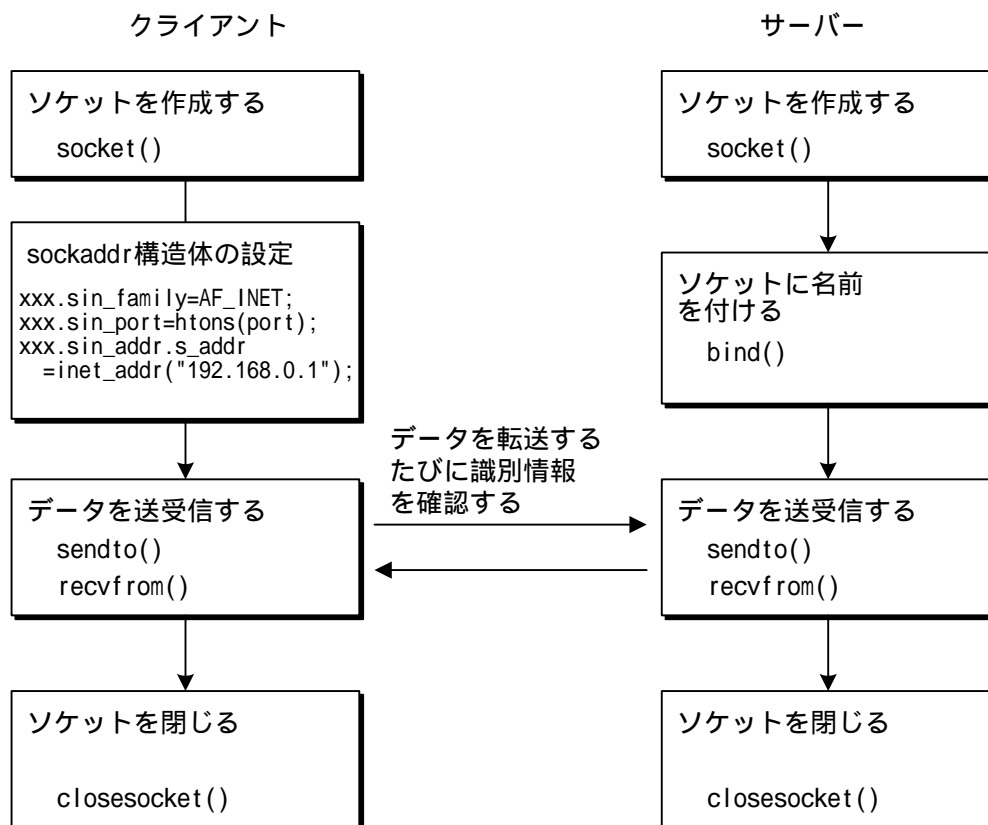 クライアント
ソケットを作成する
socket()
sockaddr構造体の設定
xxx.sin_family=AF_INET;
xxx.sin_port=htons(port);
xxx.sin_addr.s_addr
=inet_addr("192.168.0.1");
データを送受信する
sendto()
recvfrom()
ソケットを閉じる
closesocket()
データを転送する
たびに識別情報
を確認する
サーバー
ソケットを作成する
socket()
ソケットに名前
を付ける
bind()
データを送受信する
sendto()
recvfrom()
ソケットを閉じる
closesocket()